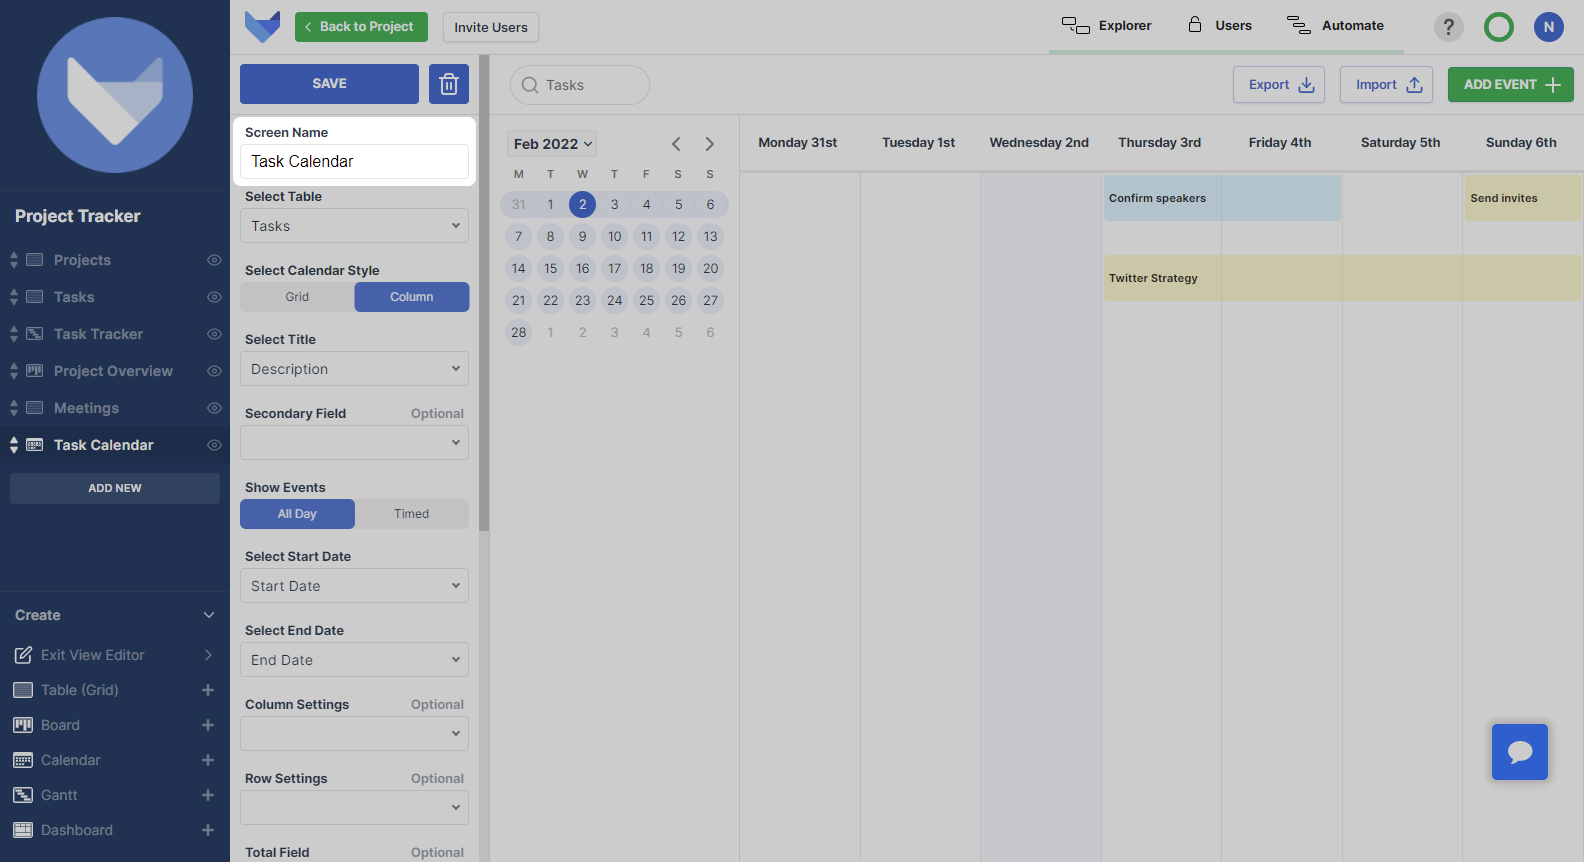 Back to Project
Invite Users
Explorer
Users
Automate
?
N
SAVE
Tasks
Export
Import
ADD EVENT
Project Tracker
Projects
Tasks
Task Tracker
Project Overview
Meetings
Task Calendar
ADD NEW
Create
Exit View Editor
Table (Grid)
Board
Calendar
Gantt
Dashboard
Screen Name
Task Calendar
Select Table
Tasks
Select Calendar Style
Grid Column
Select Title
Description
Secondary Field Optional
Show Events
All Day Timed
Select Start Date
Start Date
Select End Date
End Date
Column Settings Optional
Row Settings Optional
Total Field Optional
Feb 2022
M T W T F S S
31 1 2 3 4 5 6
7 8 9 10 11 12 13
14 15 16 17 18 19 20
21 22 23 24 25 26 27
28 1 2 3 4 5 6
Monday 31st Tuesday 1st Wednesday 2nd Thursday 3rd Friday 4th Saturday 5th Sunday 6th
Confirm speakers
Send invites
Twitter Strategy